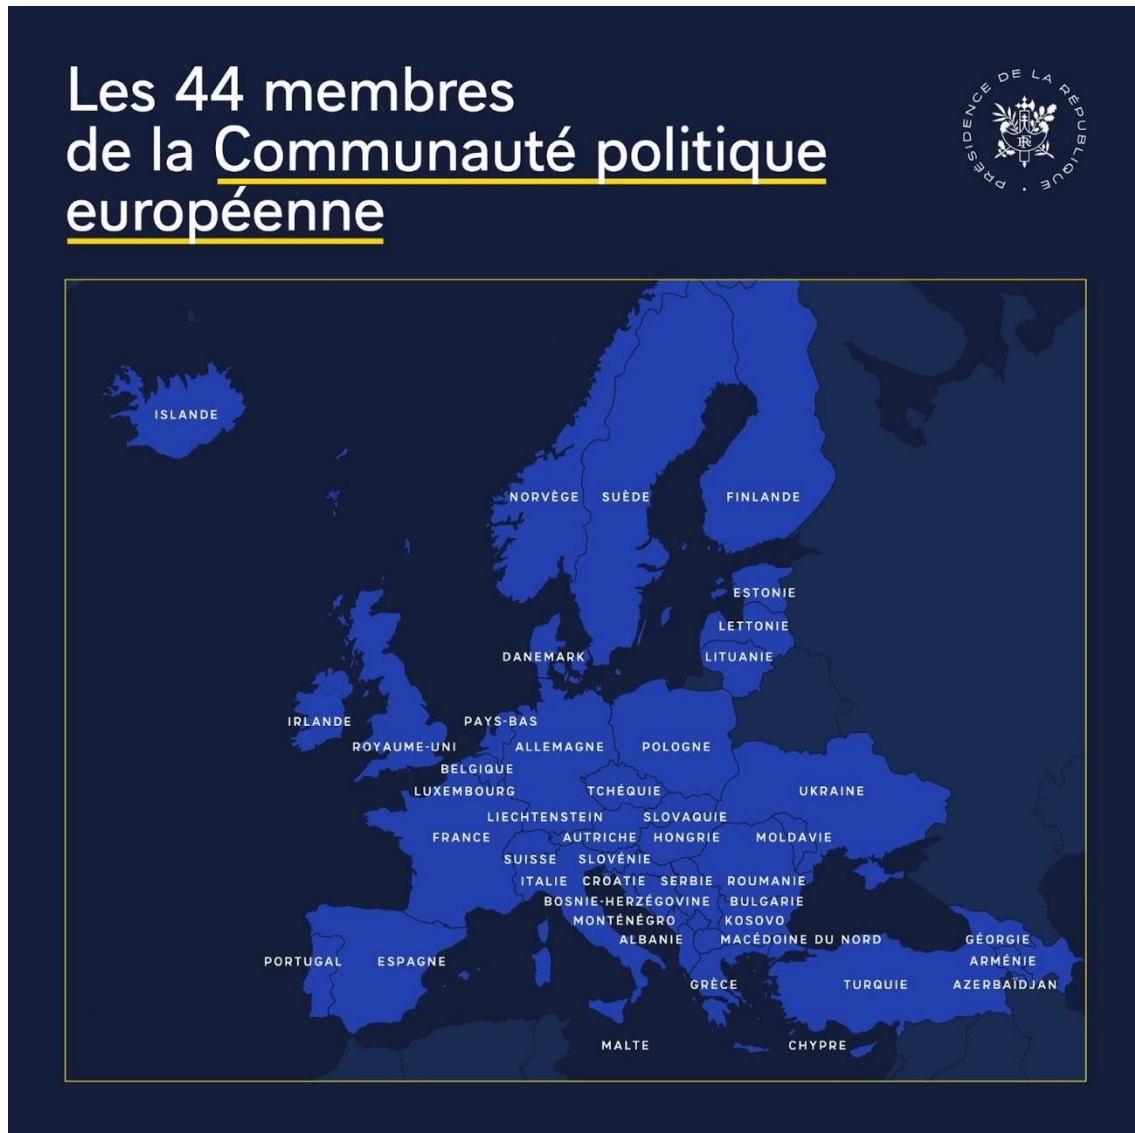 Les 44 membres
de la Communauté politique
européenne
PRÉSIDENCE DE LA RÉPUBLIQUE
RF
ISLANDE
NORVÈGE
SUÈDE
FINLANDE
ESTONIE
LETTONIE
DANEMARK
LITUANIE
IRLANDE
PAYS-BAS
ROYAUME-UNI
ALLEMAGNE
POLOGNE
BELGIQUE
LUXEMBOURG
TCHÉQUIE
UKRAINE
LIECHTENSTEIN
SLOVAQUIE
FRANCE
AUTRICHE
HONGRIE
MOLDAVIE
SUISSE
SLOVÉNIE
ITALIE
CROATIE
SERBIE
ROUMANIE
BOSNIE-HERZÉGOVINE
BULGARIE
MONTÉNÉGRO
KOSOVO
ALBANIE
MACÉDOINE DU NORD
GÉORGIE
PORTUGAL
ESPAGNE
ARMÉNIE
GRÈCE
TURQUIE
AZERBAÏDJAN
MALTE
CHYPRE